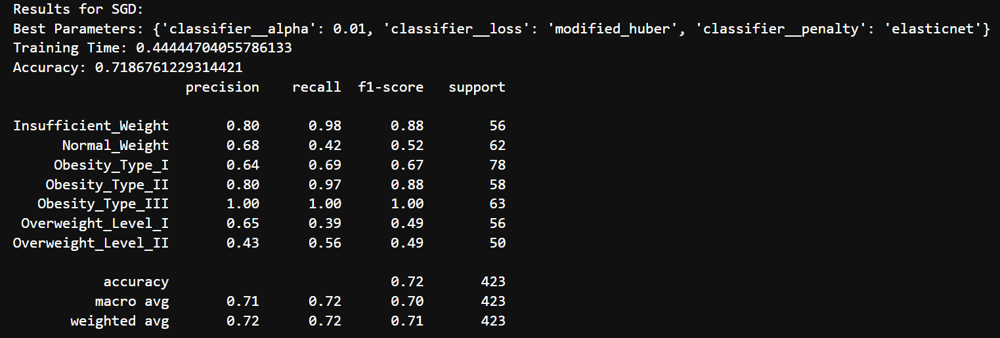 Results for SGD:
Best Parameters: {'classifier__alpha': 0.01, 'classifier__loss': 'modified_huber', 'classifier__penalty': 'elasticnet'}
Training Time: 0.44444704055786133
Accuracy: 0.7186761229314421
precision recall f1-score support
Insufficient_Weight 0.80 0.98 0.88 56
Normal_Weight 0.68 0.42 0.52 62
Obesity_Type_I 0.64 0.69 0.67 78
Obesity_Type_II 0.80 0.97 0.88 58
Obesity_Type_III 1.00 1.00 1.00 63
Overweight_Level_I 0.65 0.39 0.49 56
Overweight_Level_II 0.43 0.56 0.49 50
accuracy 0.72 423
macro avg 0.71 0.72 0.70 423
weighted avg 0.72 0.72 0.71 423